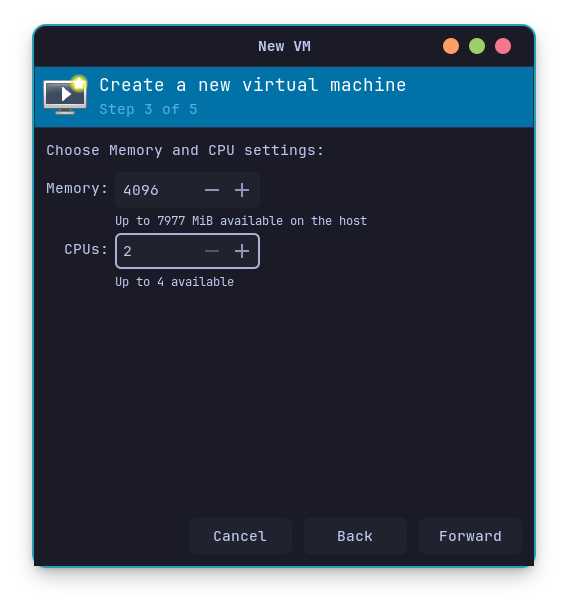 New VM
Create a new virtual machine
Step 3 of 5
Choose Memory and CPU settings:
Memory: 4096
Up to 7977 MiB available on the host
CPUs: 2
Up to 4 available
Cancel Back Forward